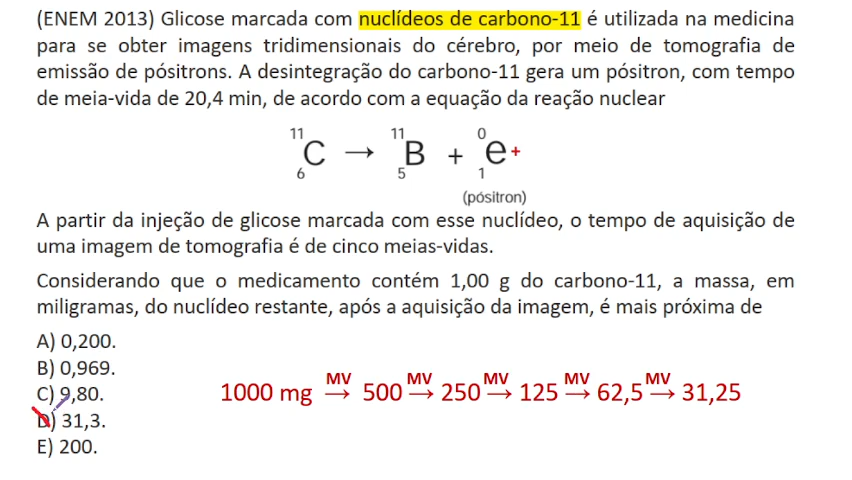 (ENEM 2013) Glicose marcada com nuclídeos de carbono-11 é utilizada na medicina
para se obter imagens tridimensionais do cérebro, por meio de tomografia de
emissão de pósitrons. A desintegração do carbono-11 gera um pósitron, com tempo
de meia-vida de 20,4 min, de acordo com a equação da reação nuclear
¹¹₆C → ¹¹₅B + ⁰₁e+
(pósitron)
A partir da injeção de glicose marcada com esse nuclídeo, o tempo de aquisição de
uma imagem de tomografia é de cinco meias-vidas.
Considerando que o medicamento contém 1,00 g do carbono-11, a massa, em
miligramas, do nuclídeo restante, após a aquisição da imagem, é mais próxima de
A) 0,200.
B) 0,969.
C) 9,80.
D) 31,3.
E) 200.
MV MV MV MV MV
1000 mg → 500 → 250 → 125 → 62,5 → 31,25